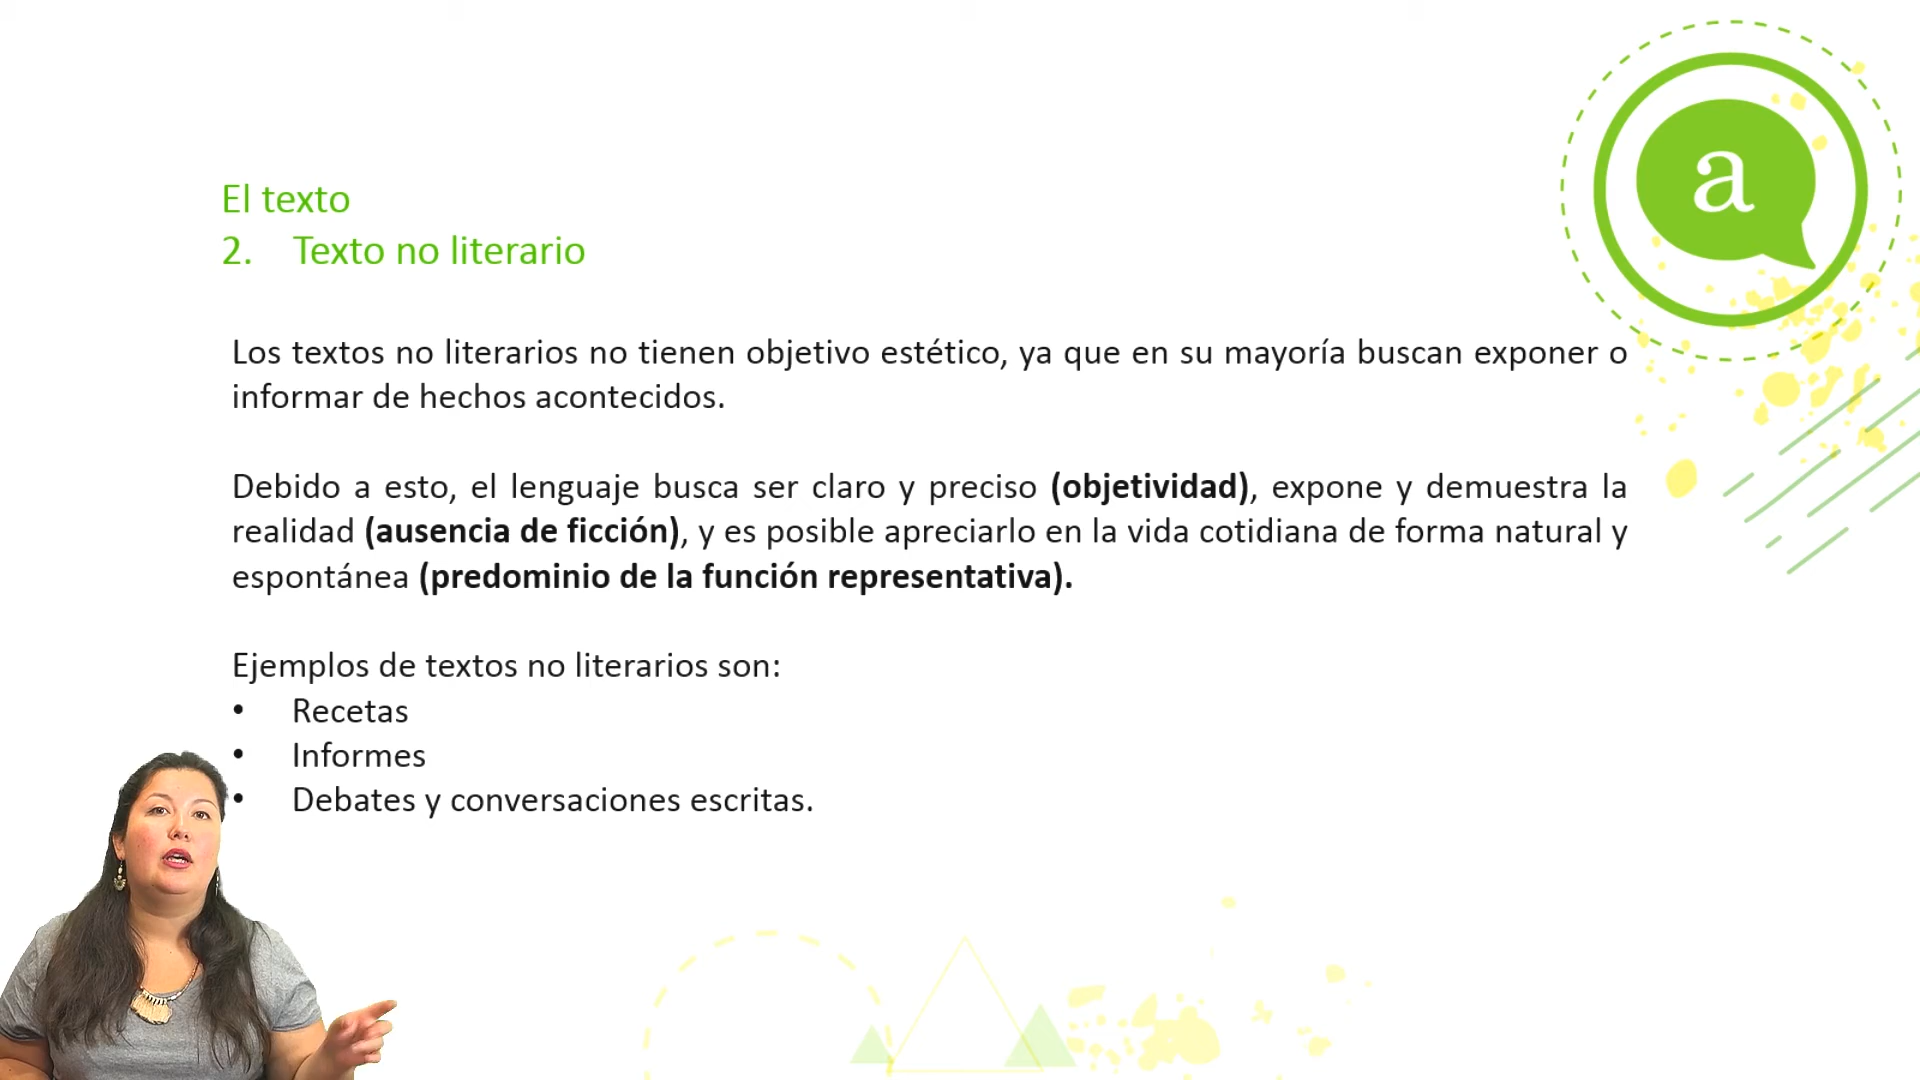 a
El texto
2. Texto no literario
Los textos no literarios no tienen objetivo estético, ya que en su mayoría buscan exponer o
informar de hechos acontecidos.
Debido a esto, el lenguaje busca ser claro y preciso (objetividad), expone y demuestra la
realidad (ausencia de ficción), y es posible apreciarlo en la vida cotidiana de forma natural y
espontánea (predominio de la función representativa).
Ejemplos de textos no literarios son:
• Recetas
• Informes
• Debates y conversaciones escritas.